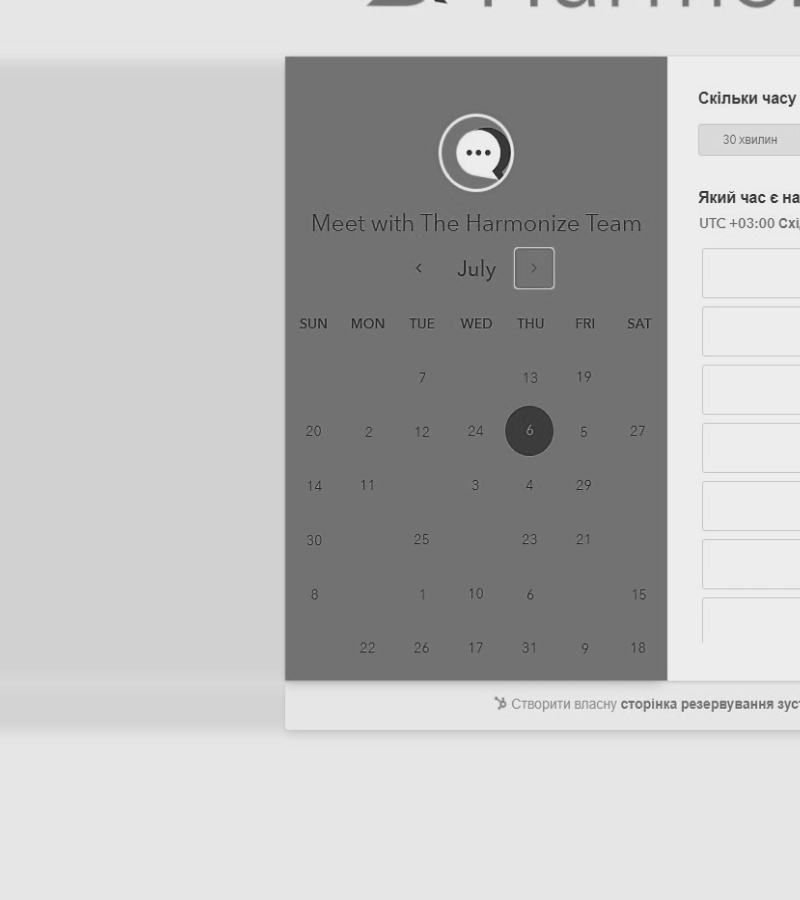 Скільки часу
30 хвилин
Meet with The Harmonize Team
Який час є на
UTC +03:00 Схі
July
SUN MON TUE WED THU FRI SAT
7 13 19
20 2 12 24 6 5 27
14 11 3 4 29
30 25 23 21
8 1 10 6 15
22 26 17 31 9 18
Створити власну сторінка резервування зус